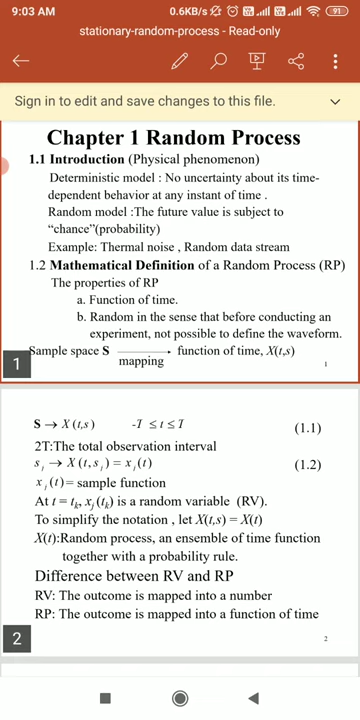 9:03 AM
0.6KB/s
91
stationary-random-process - Read-only
Sign in to edit and save changes to this file.
Chapter 1 Random Process
1.1 Introduction (Physical phenomenon)
Deterministic model : No uncertainty about its time-
dependent behavior at any instant of time .
Random model :The future value is subject to
“chance”(probability)
Example: Thermal noise , Random data stream
1.2 Mathematical Definition of a Random Process (RP)
The properties of RP
a. Function of time.
b. Random in the sense that before conducting an
experiment, not possible to define the waveform.
Sample space S function of time, X(t,s)
mapping
1
1
S → X (t,s) -T ≤ t ≤ T (1.1)
2T:The total observation interval
s j → X (t, s j ) = x j (t) (1.2)
x j (t) = sample function
At t = tk, xj (tk) is a random variable (RV).
To simplify the notation , let X(t,s) = X(t)
X(t):Random process, an ensemble of time function
together with a probability rule.
Difference between RV and RP
RV: The outcome is mapped into a number
RP: The outcome is mapped into a function of time
2
2